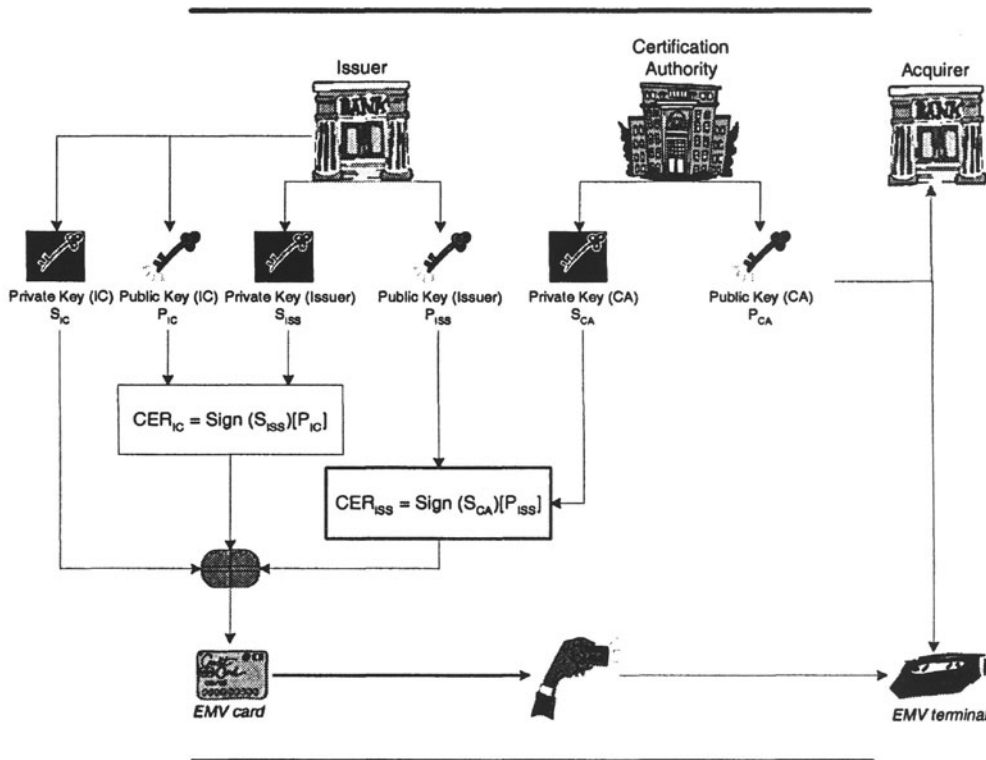 Issuer
Certification
Authority
Acquirer
BANK
BANK
Private Key (IC)
S_IC
Public Key (IC)
P_IC
Private Key (Issuer)
S_ISS
Public Key (Issuer)
P_ISS
Private Key (CA)
S_CA
Public Key (CA)
P_CA
CER_IC = Sign (S_ISS)[P_IC]
CER_ISS = Sign (S_CA)[P_ISS]
EMV card
EMV terminal